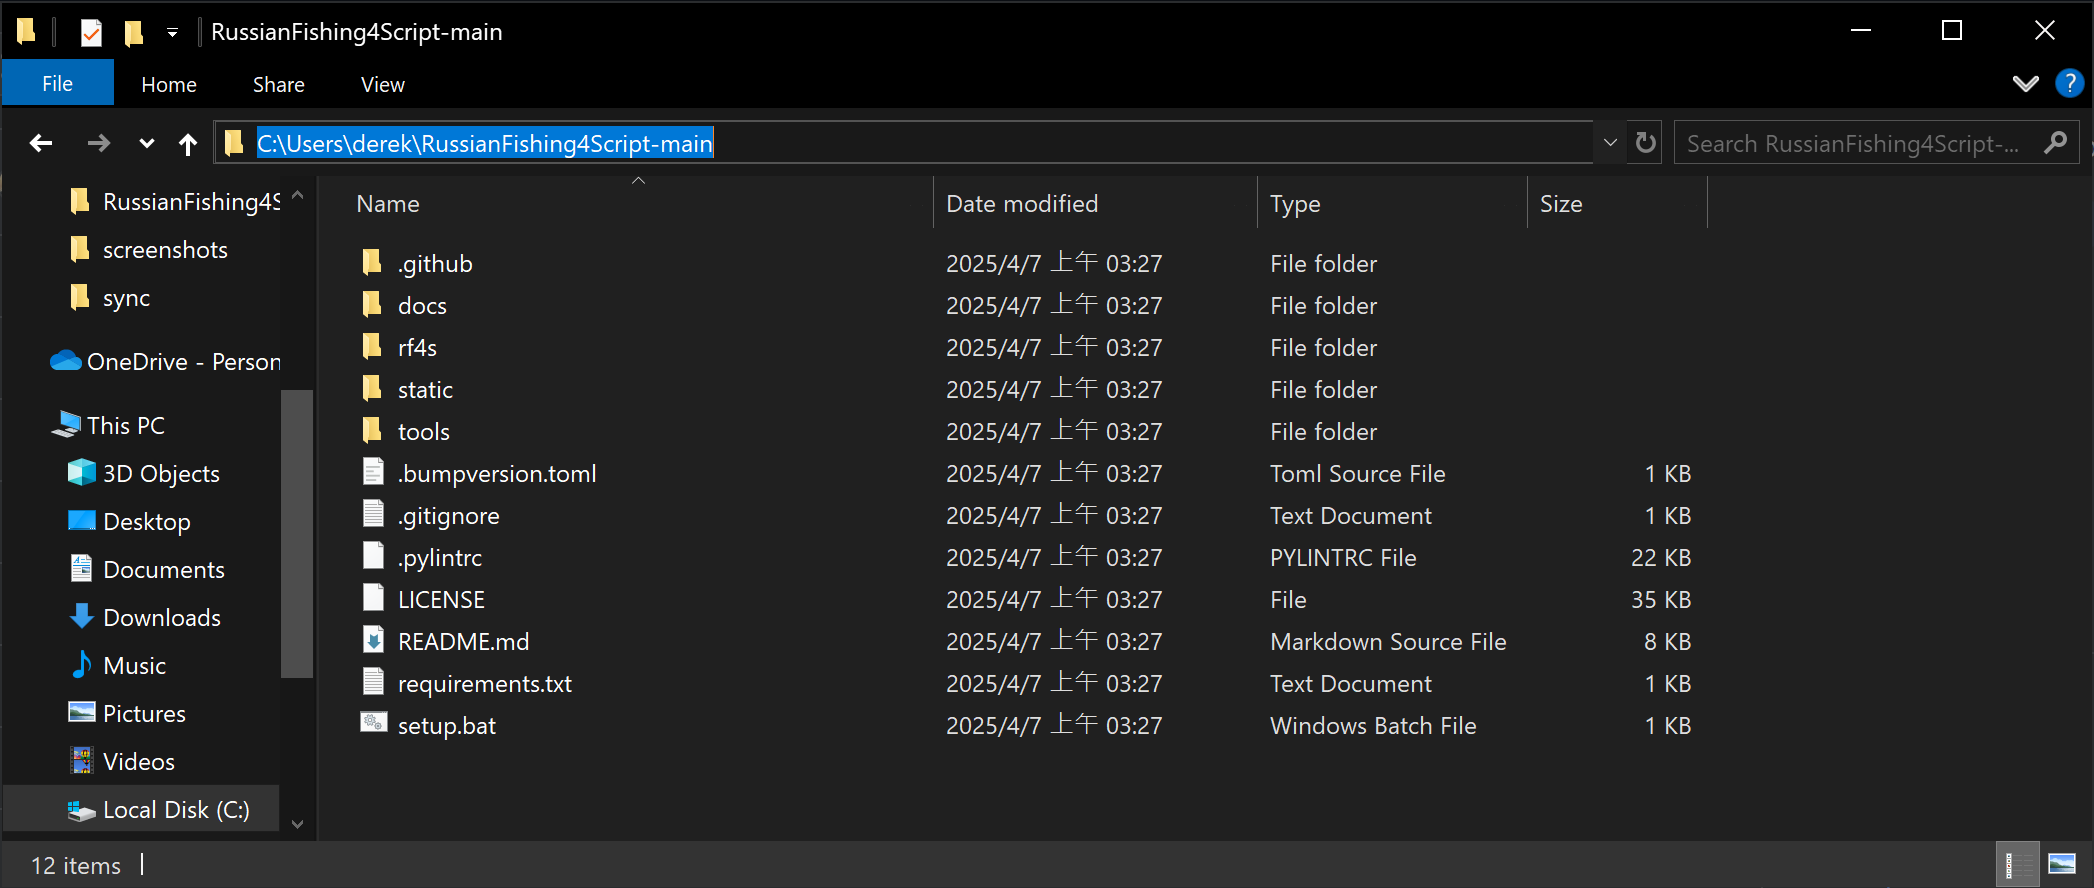 RussianFishing4Script-main
File Home Share View
?
C:\Users\derek\RussianFishing4Script-main
Search RussianFishing4Script-...
RussianFishing4S
screenshots
sync
OneDrive - Person
This PC
3D Objects
Desktop
Documents
Downloads
Music
Pictures
Videos
Local Disk (C:)
Name Date modified Type Size
.github 2025/4/7 上午 03:27 File folder
docs 2025/4/7 上午 03:27 File folder
rf4s 2025/4/7 上午 03:27 File folder
static 2025/4/7 上午 03:27 File folder
tools 2025/4/7 上午 03:27 File folder
.bumpversion.toml 2025/4/7 上午 03:27 Toml Source File 1 KB
.gitignore 2025/4/7 上午 03:27 Text Document 1 KB
.pylintrc 2025/4/7 上午 03:27 PYLINTRC File 22 KB
LICENSE 2025/4/7 上午 03:27 File 35 KB
README.md 2025/4/7 上午 03:27 Markdown Source File 8 KB
requirements.txt 2025/4/7 上午 03:27 Text Document 1 KB
setup.bat 2025/4/7 上午 03:27 Windows Batch File 1 KB
12 items